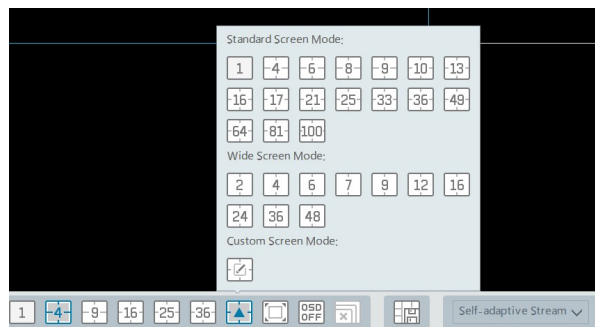 Standard Screen Mode:
1 4 6 8 9 10 13
16 17 21 25 33 36 49
64 81 100
Wide Screen Mode:
2 4 6 7 9 12 16
24 36 48
Custom Screen Mode:
1 4 9 16 25 36 OSD OFF Self-adaptive Stream